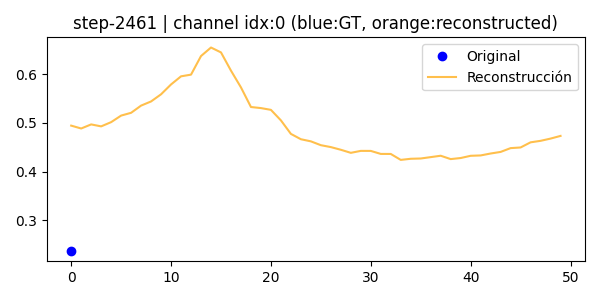 step-2461 | channel idx:0 (blue:GT, orange:reconstructed)
Original
Reconstrucción
0.6
0.5
0.4
0.3
0 10 20 30 40 50